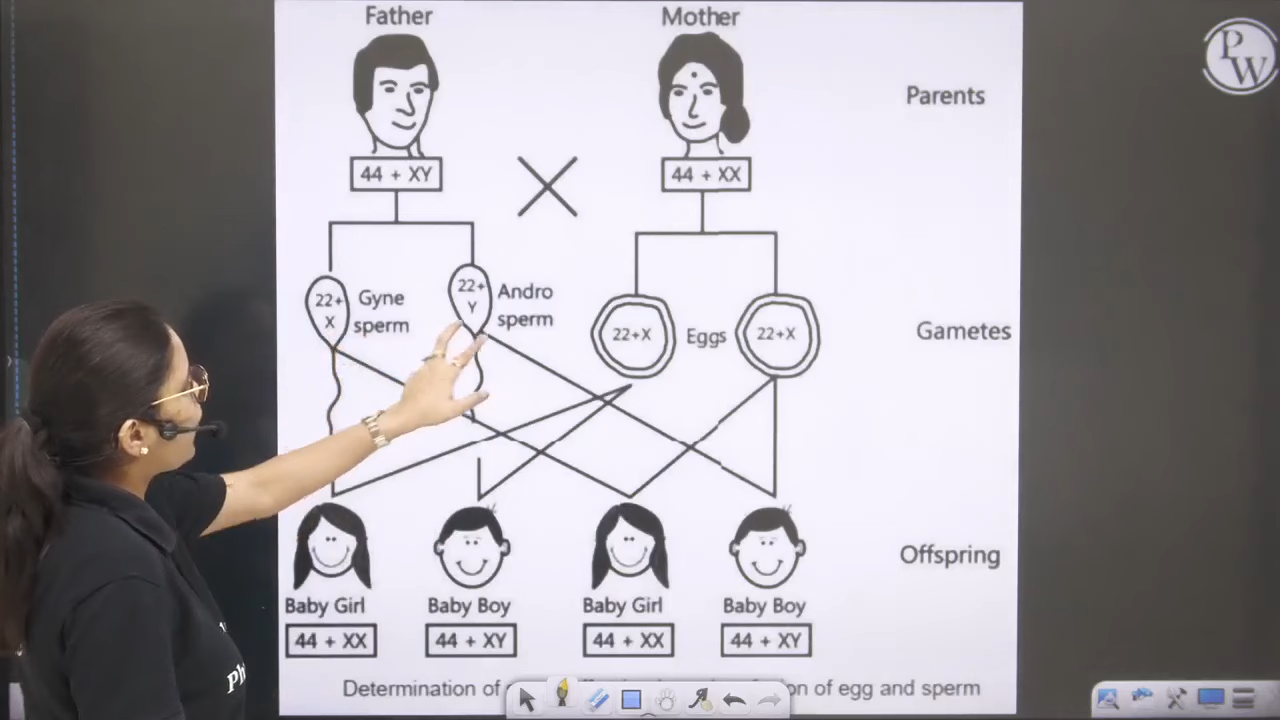 Father
Mother
P
W
Parents
44 + XY
44 + XX
22+
X
Gyne
sperm
22+
Y
Andro
sperm
22+X
Eggs
22+X
Gametes
Offspring
Baby Girl
Baby Boy
Baby Girl
Baby Boy
44 + XX
44 + XY
44 + XX
44 + XY
Determination of
of egg and sperm